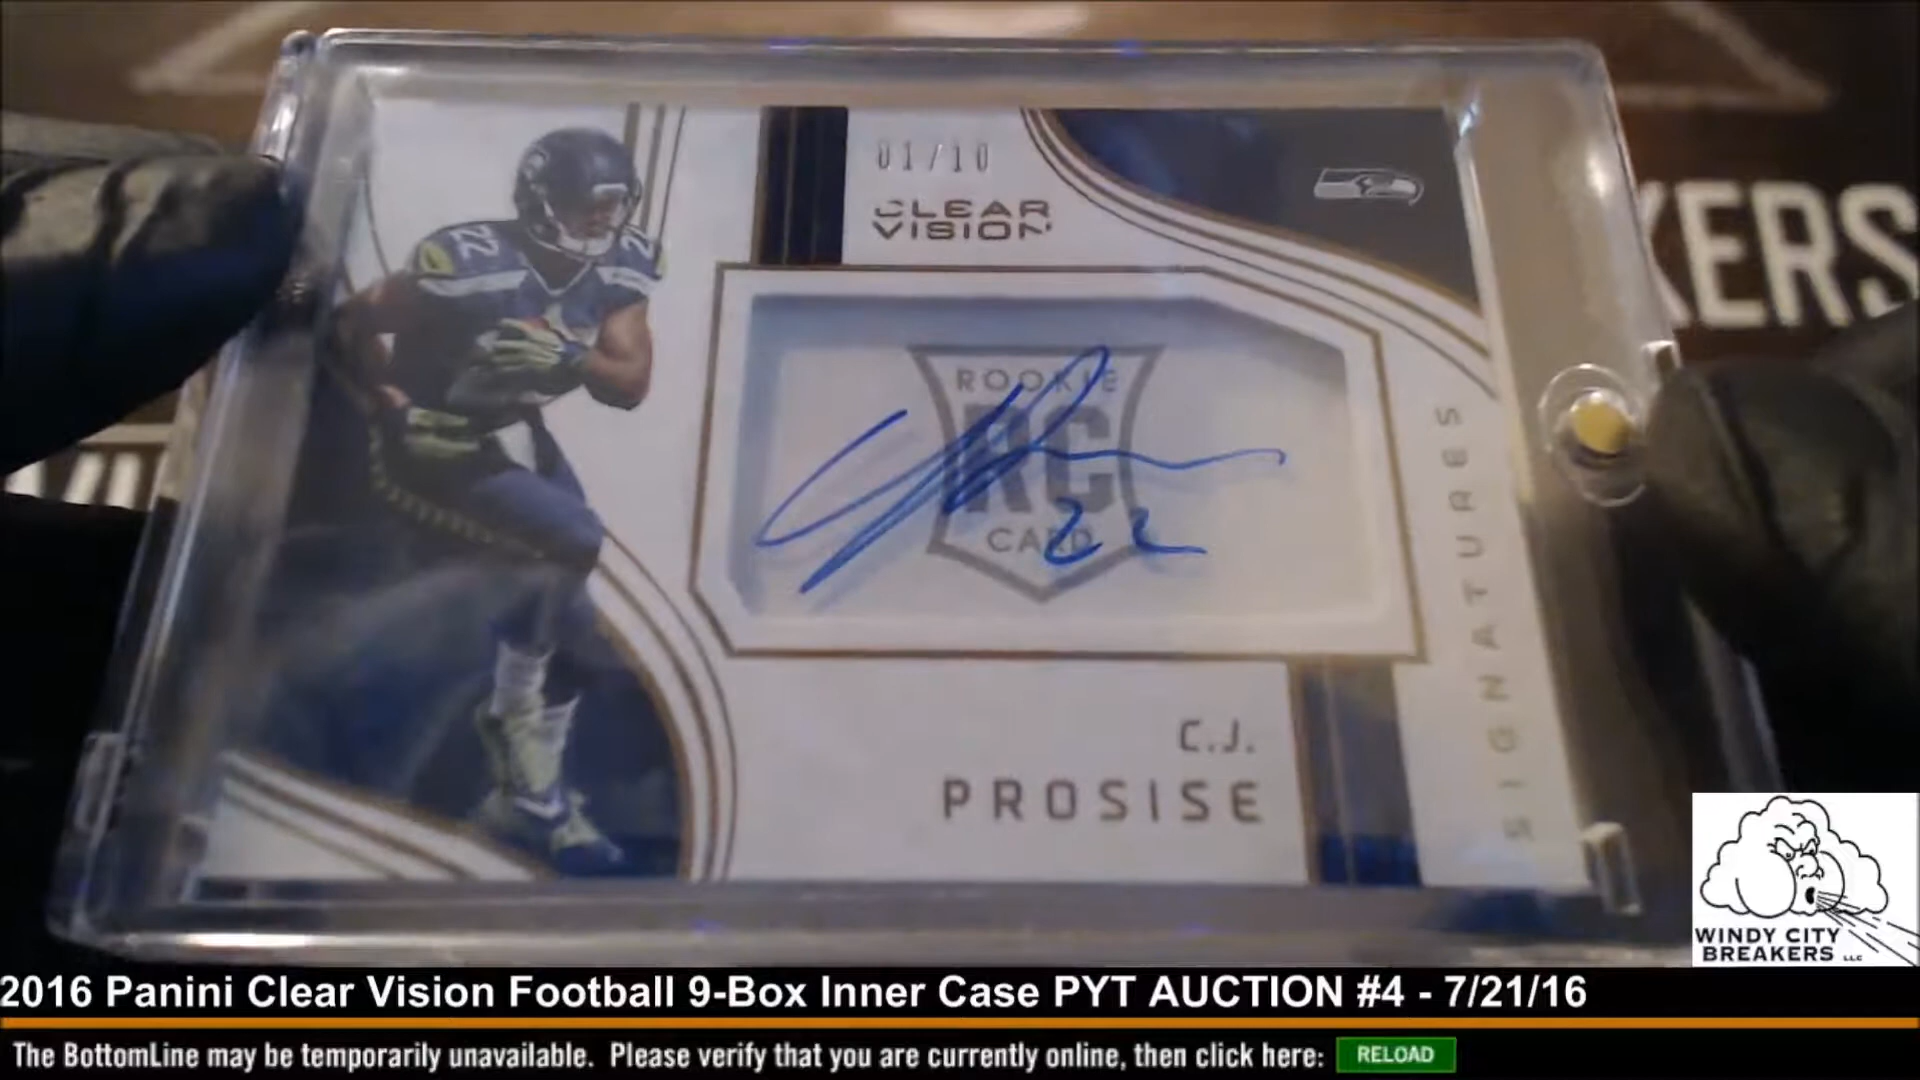 01/10
CLEAR
VISION
22
2
KERS
ROOKIE
RC
CARD
22
SIGNATURES
C.J.
PROSISE
WINDY CITY
BREAKERS LLC
2016 Panini Clear Vision Football 9-Box Inner Case PYT AUCTION #4 - 7/21/16
The BottomLine may be temporarily unavailable. Please verify that you are currently online, then click here: RELOAD